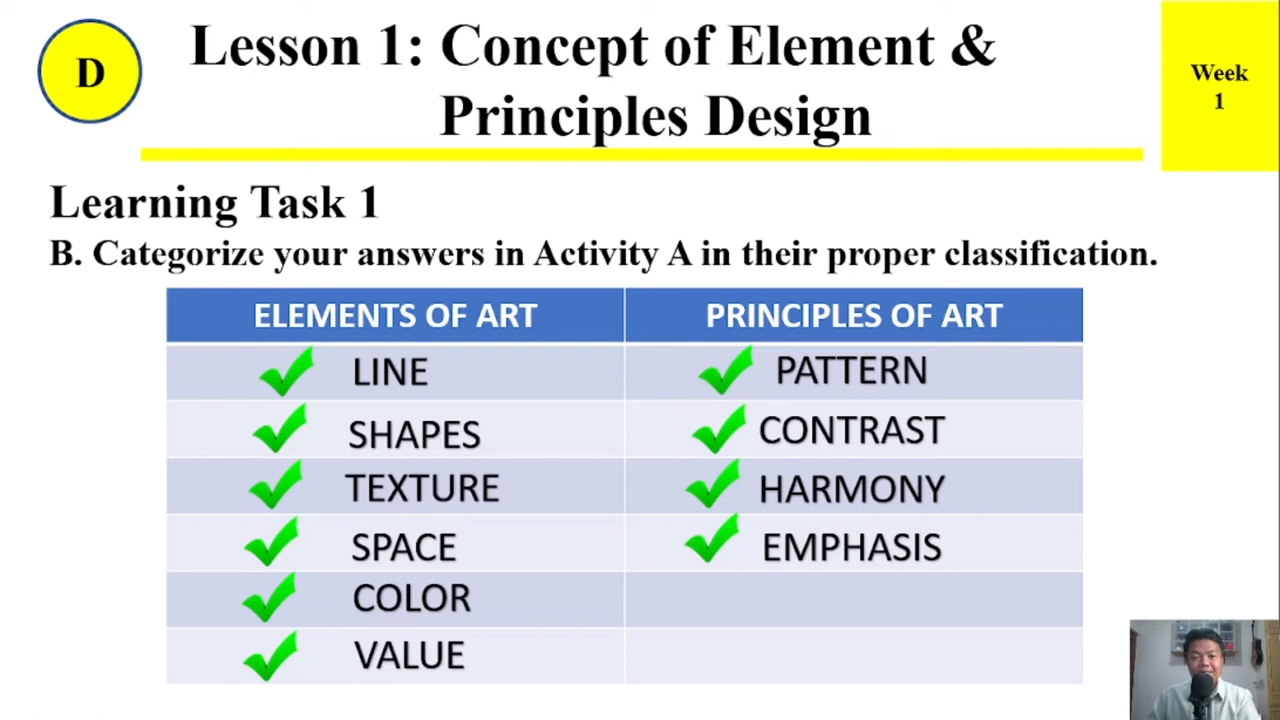 D
Lesson 1: Concept of Element &
Principles Design
Week
1
Learning Task 1
B. Categorize your answers in Activity A in their proper classification.
ELEMENTS OF ART
PRINCIPLES OF ART
LINE
PATTERN
SHAPES
CONTRAST
TEXTURE
HARMONY
SPACE
EMPHASIS
COLOR
VALUE